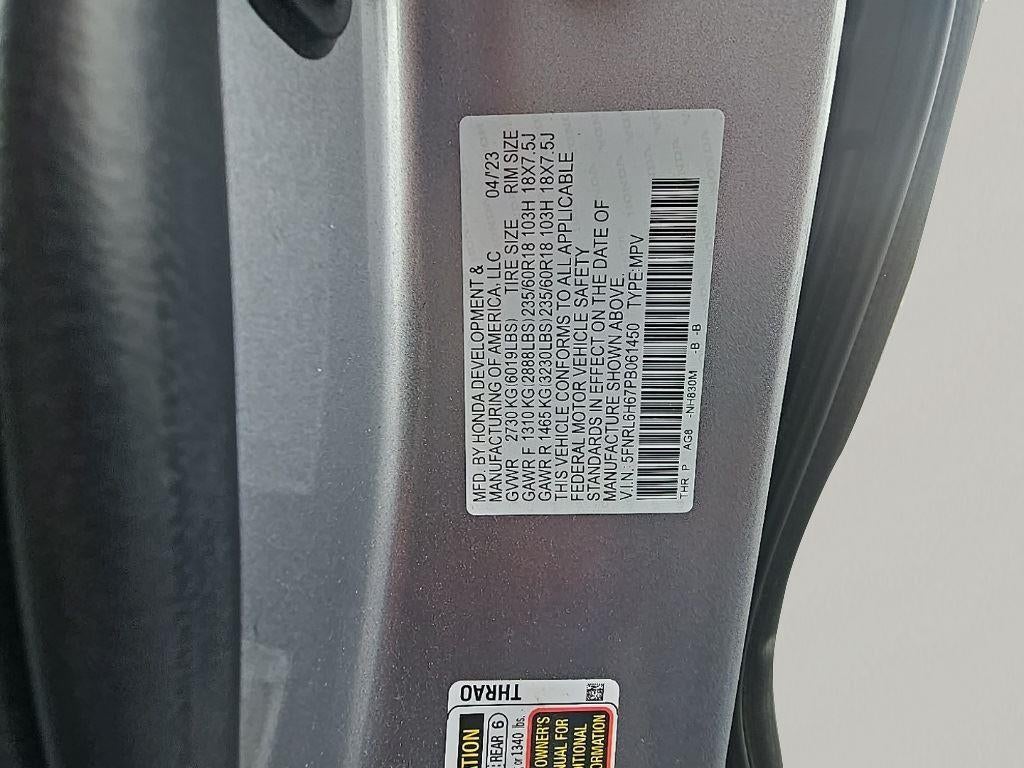 MFD. BY HONDA DEVELOPMENT &
MANUFACTURING OF AMERICA, LLC 04/'23
GVWR 2730 KG(6019LBS) TIRE SIZE RIM SIZE
GAWR F 1310 KG(2888LBS) 235/60R18 103H 18X7.5J
GAWR R 1465 KG(3230LBS) 235/60R18 103H 18X7.5J
THIS VEHICLE CONFORMS TO ALL APPLICABLE
FEDERAL MOTOR VEHICLE SAFETY
STANDARDS IN EFFECT ON THE DATE OF
MANUFACTURE SHOWN ABOVE.
V.I.N.: 5FNRL6H67PB061450 TYPE:MPV
THR P AG8 -NH830M -B -B
THRAO
ATION
:REAR 6
or 1340 lbs.
OWNER'S
NUAL FOR
DITIONAL
ORMATION